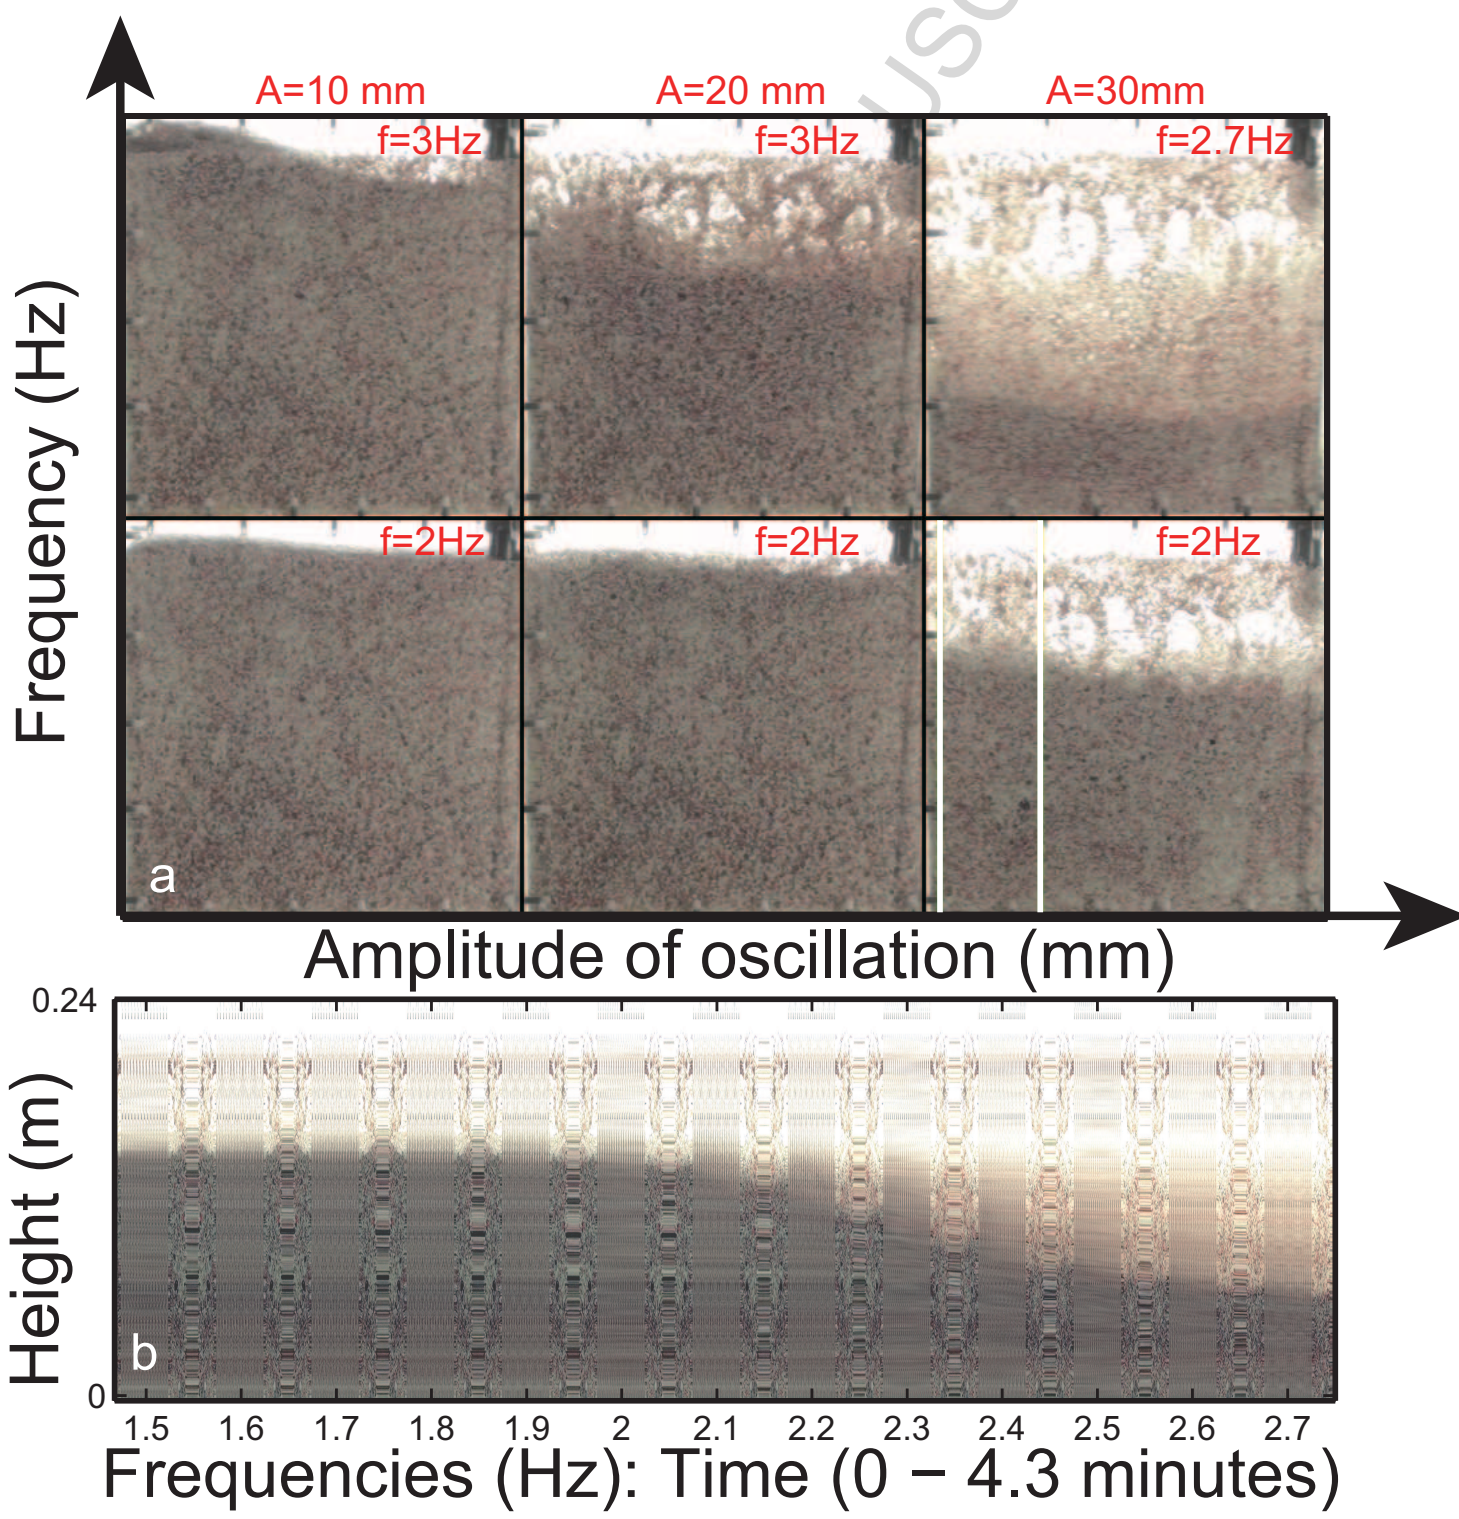 USC
A=10 mm A=20 mm A=30mm
f=3Hz f=3Hz f=2.7Hz
Frequency (Hz)
f=2Hz f=2Hz f=2Hz
a
Amplitude of oscillation (mm)
0.24
Height (m)
b
0
1.5 1.6 1.7 1.8 1.9 2 2.1 2.2 2.3 2.4 2.5 2.6 2.7
Frequencies (Hz): Time (0 − 4.3 minutes)